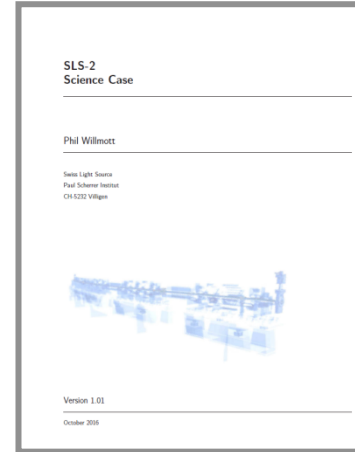 SLS-2
Science Case
Phil Willmott
Swiss Light Source
Paul Scherrer Institut
CH-5232 Villigen
Version 1.01
October 2016